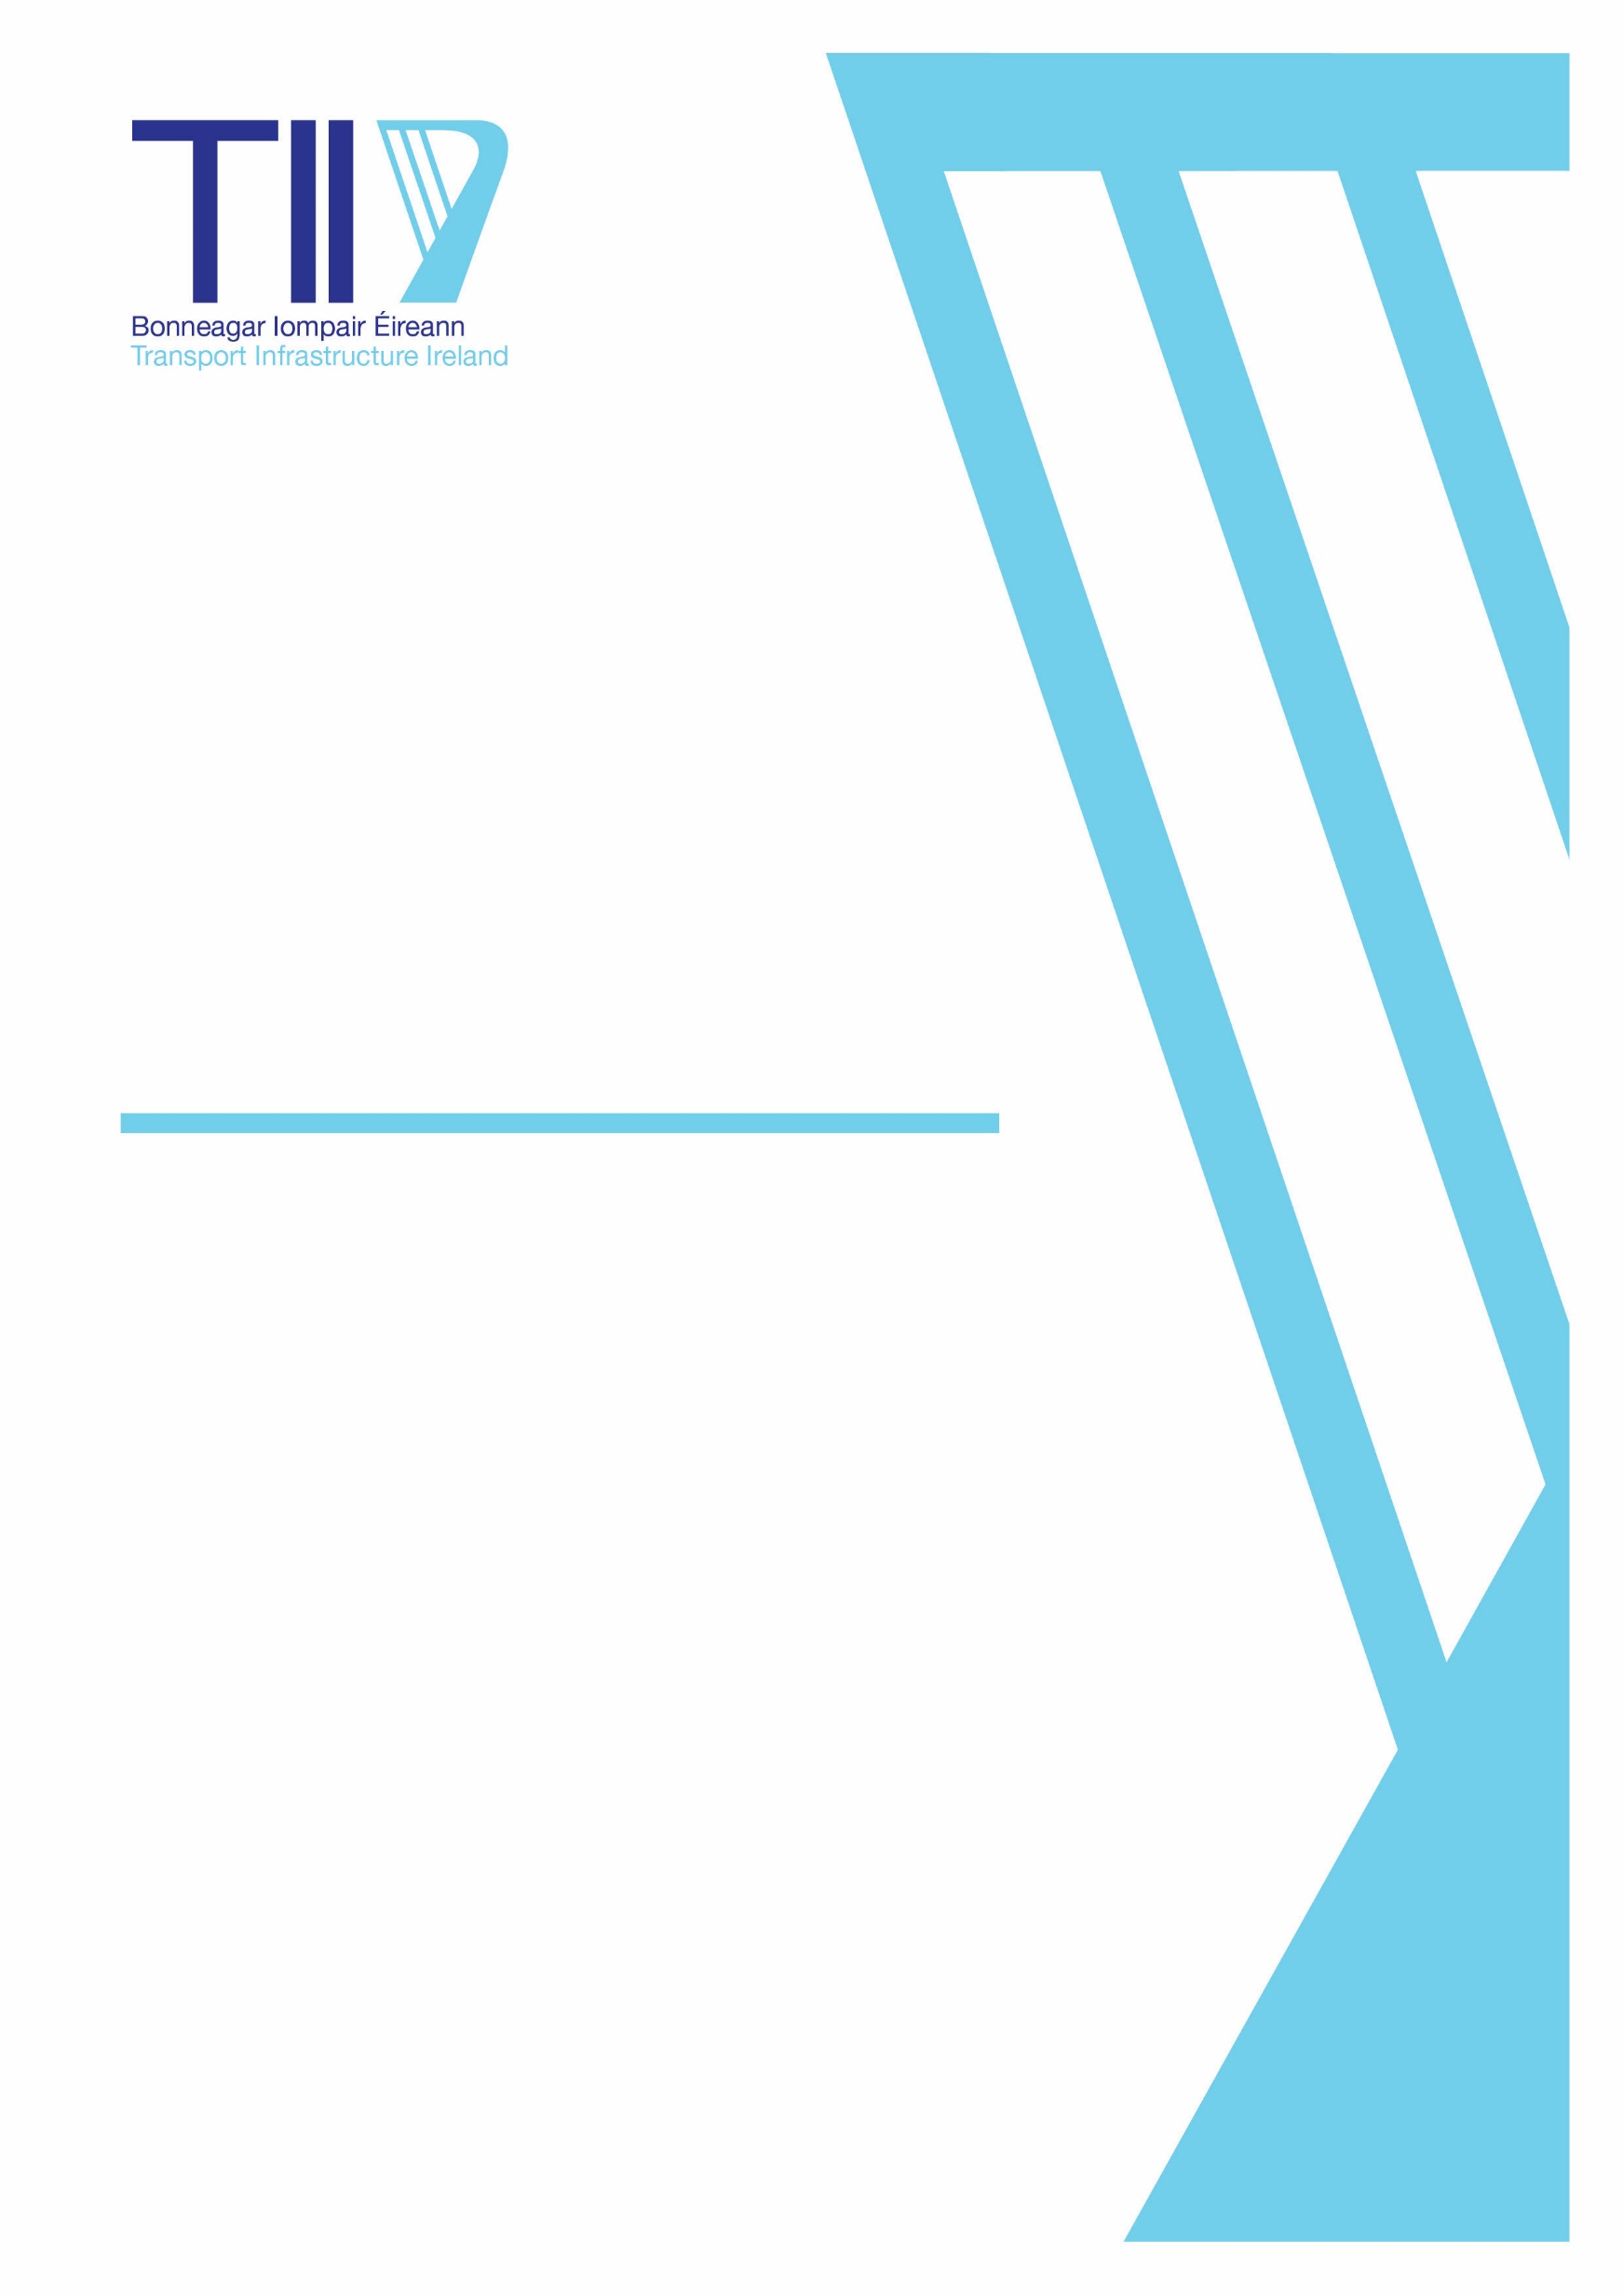 TII
Bonneagar Iompair Éireann
Transport Infrastructure Ireland